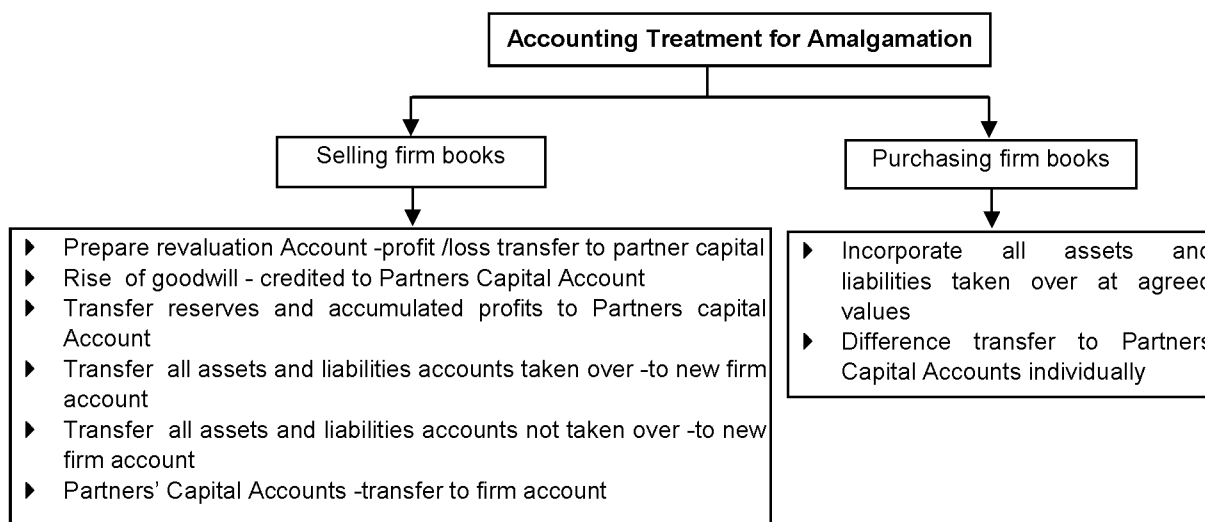 Accounting Treatment for Amalgamation
Selling firm books
Purchasing firm books
Prepare revaluation Account -profit /loss transfer to partner capital
Rise of goodwill - credited to Partners Capital Account
Transfer reserves and accumulated profits to Partners capital
Account
Transfer all assets and liabilities accounts taken over -to new firm
account
Transfer all assets and liabilities accounts not taken over -to new
firm account
Partners' Capital Accounts -transfer to firm account
Incorporate all assets and
liabilities taken over at agreed
values
Difference transfer to Partners
Capital Accounts individually